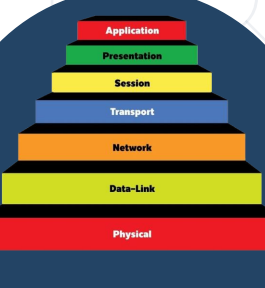 Application
Presentation
Session
Transport
Network
Data-Link
Physical